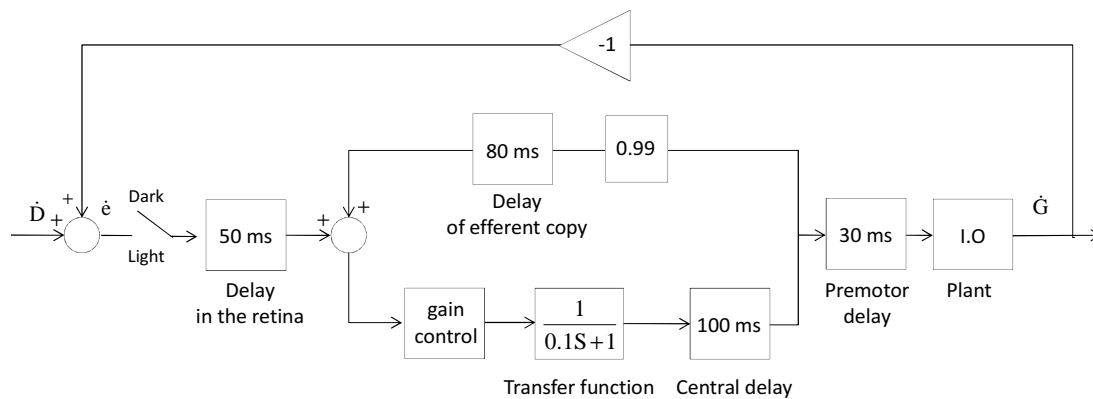 -1
80 ms
0.99
Delay
of efferent copy
+
+
Ḋ
+
ė
Dark
Light
50 ms
Delay
in the retina
+
+
Ġ
30 ms
I.O
Premotor
delay
Plant
gain
control
1
0.1S+1
100 ms
Transfer function
Central delay